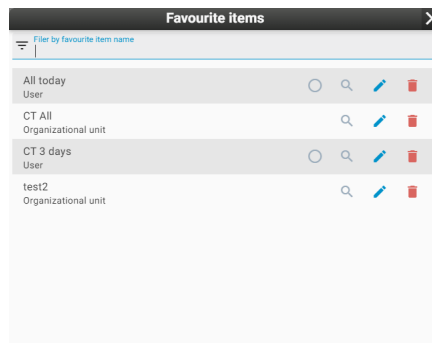 Favourite items
Filer by favourite item name
All today
User
CT All
Organizational unit
CT 3 days
User
test2
Organizational unit